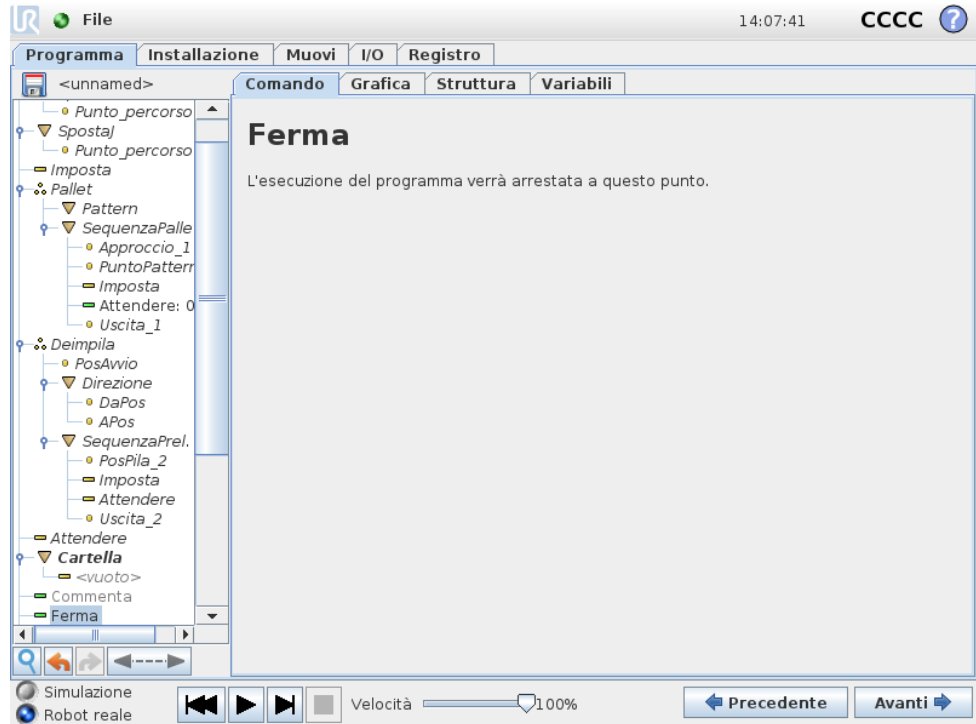 UR File 14:07:41 CCCC ?
Programma Installazione Muovi I/O Registro
<unnamed>
Comando Grafica Struttura Variabili
Punto_percorso
SpostaJ
Punto_percorso
Imposta
Pallet
Pattern
SequenzaPalle
Approccio_1
PuntoPattern
Imposta
Attendere: 0
Uscita_1
Deimpila
PosAvvio
Direzione
DaPos
APos
SequenzaPrel.
PosPila_2
Imposta
Attendere
Uscita_2
Attendere
Cartella
<vuoto>
Commenta
Ferma
Ferma
L'esecuzione del programma verrà arrestata a questo punto.
Simulazione
Robot reale
Velocità 100%
Precedente Avanti